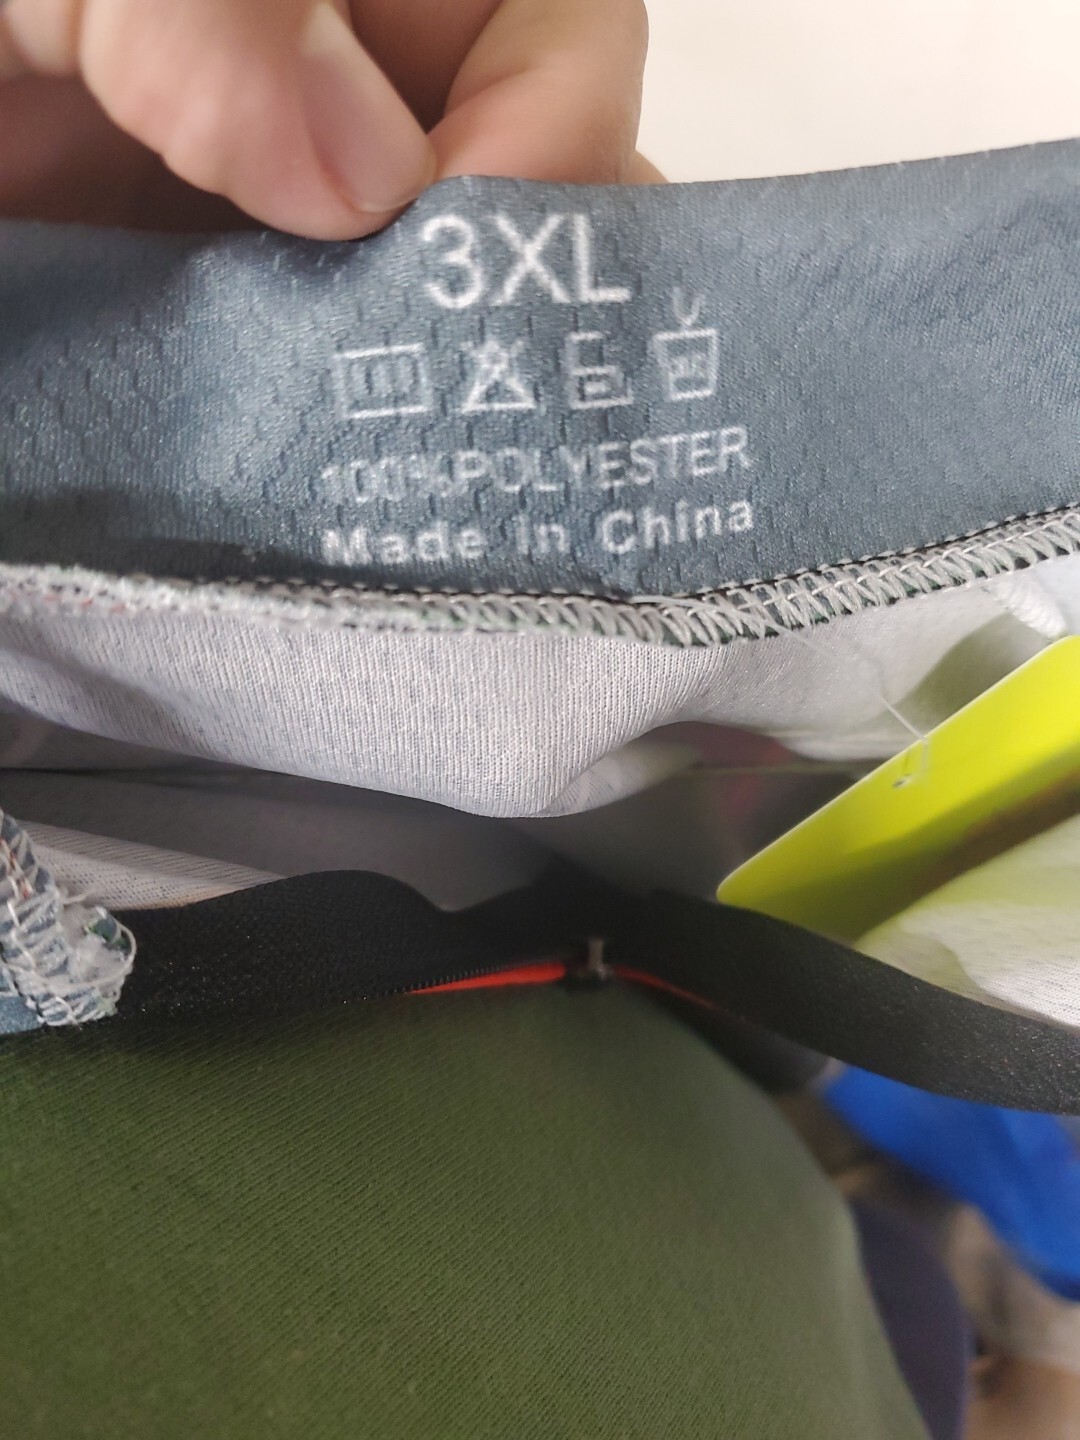 3XL
100%POLYESTER
Made in China